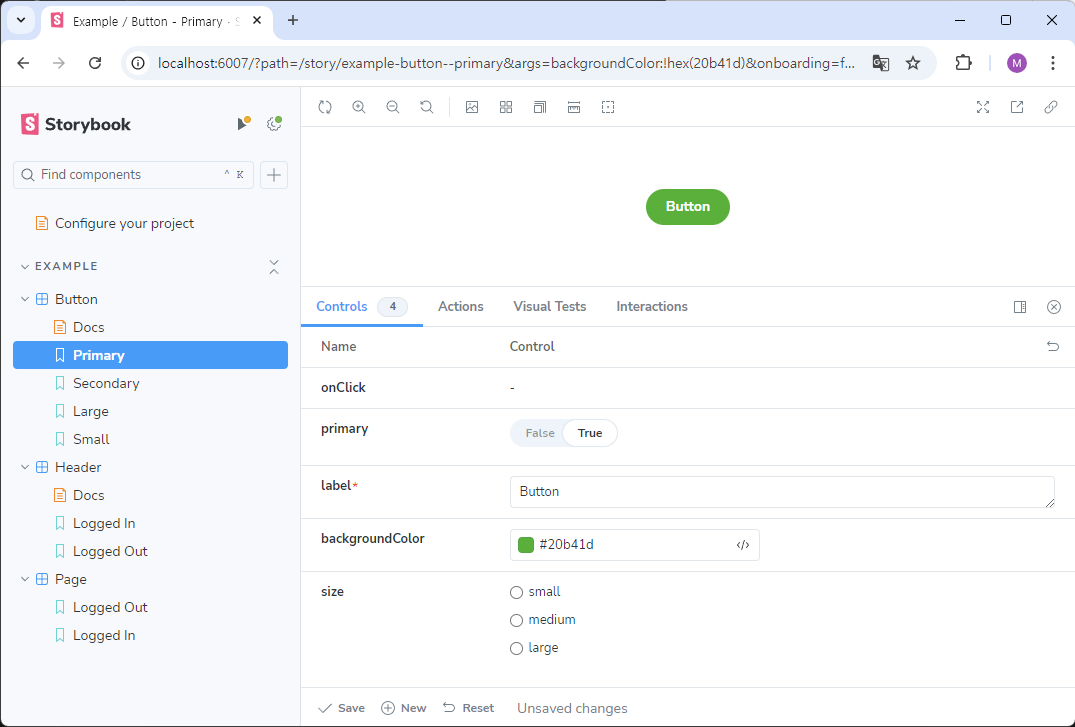 Example / Button - Primary ·
localhost:6007/?path=/story/example-button--primary&args=backgroundColor:!hex(20b41d)&onboarding=f...
M
S Storybook
Find components ^ K
Configure your project
EXAMPLE
Button
Docs
Primary
Secondary
Large
Small
Header
Docs
Logged In
Logged Out
Page
Logged Out
Logged In
Button
Controls 4 Actions Visual Tests Interactions
Name Control
onClick -
primary False True
label* Button
backgroundColor #20b41d
size small
medium
large
Save New Reset Unsaved changes